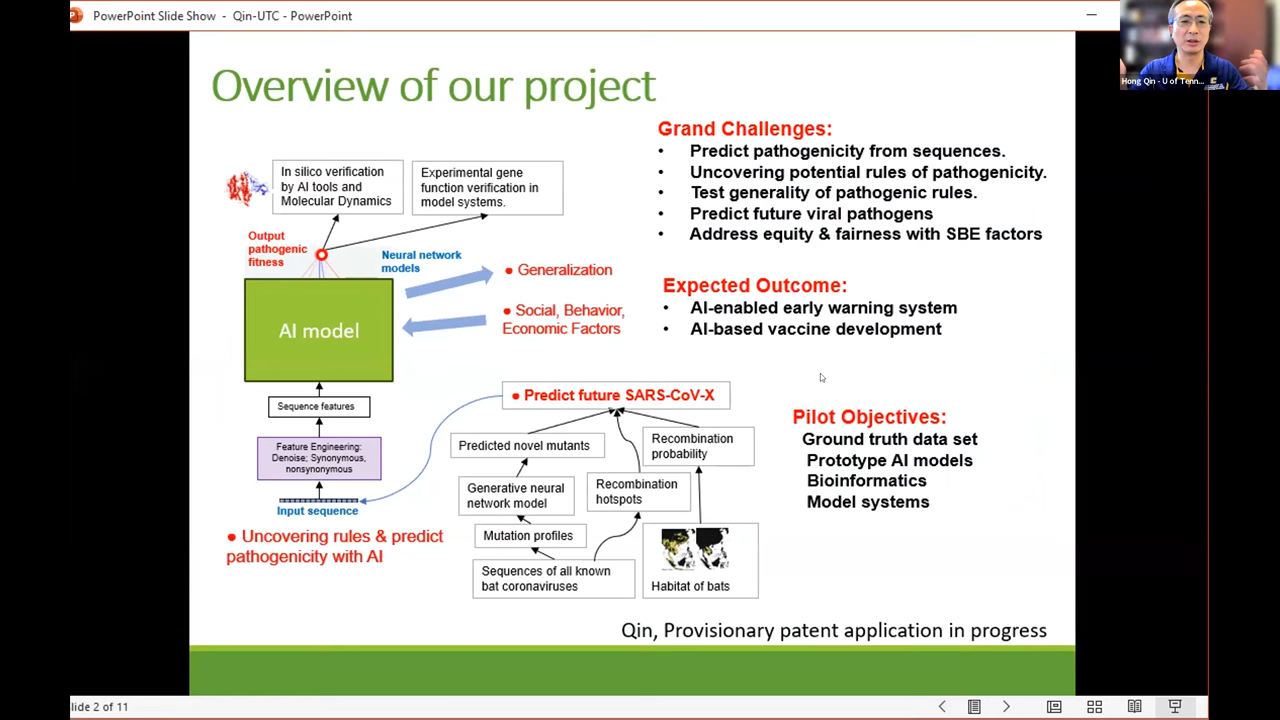 PowerPoint Slide Show - Qin-UTC - PowerPoint
Hong Qin - U of Tenn...
Overview of our project
In silico verification
by AI tools and
Molecular Dynamics
Experimental gene
function verification in
model systems.
Output
pathogenic
fitness
Neural network
models
AI model
• Generalization
• Social, Behavior,
Economic Factors
Sequence features
Feature Engineering:
Denoise; Synonymous,
nonsynonymous
Input sequence
• Uncovering rules & predict
pathogenicity with AI
• Predict future SARS-CoV-X
Predicted novel mutants
Recombination
probability
Generative neural
network model
Recombination
hotspots
Mutation profiles
Sequences of all known
bat coronaviruses
Habitat of bats
Grand Challenges:
• Predict pathogenicity from sequences.
• Uncovering potential rules of pathogenicity.
• Test generality of pathogenic rules.
• Predict future viral pathogens
• Address equity & fairness with SBE factors
Expected Outcome:
• AI-enabled early warning system
• AI-based vaccine development
Pilot Objectives:
Ground truth data set
Prototype AI models
Bioinformatics
Model systems
Qin, Provisionary patent application in progress
lide 2 of 11